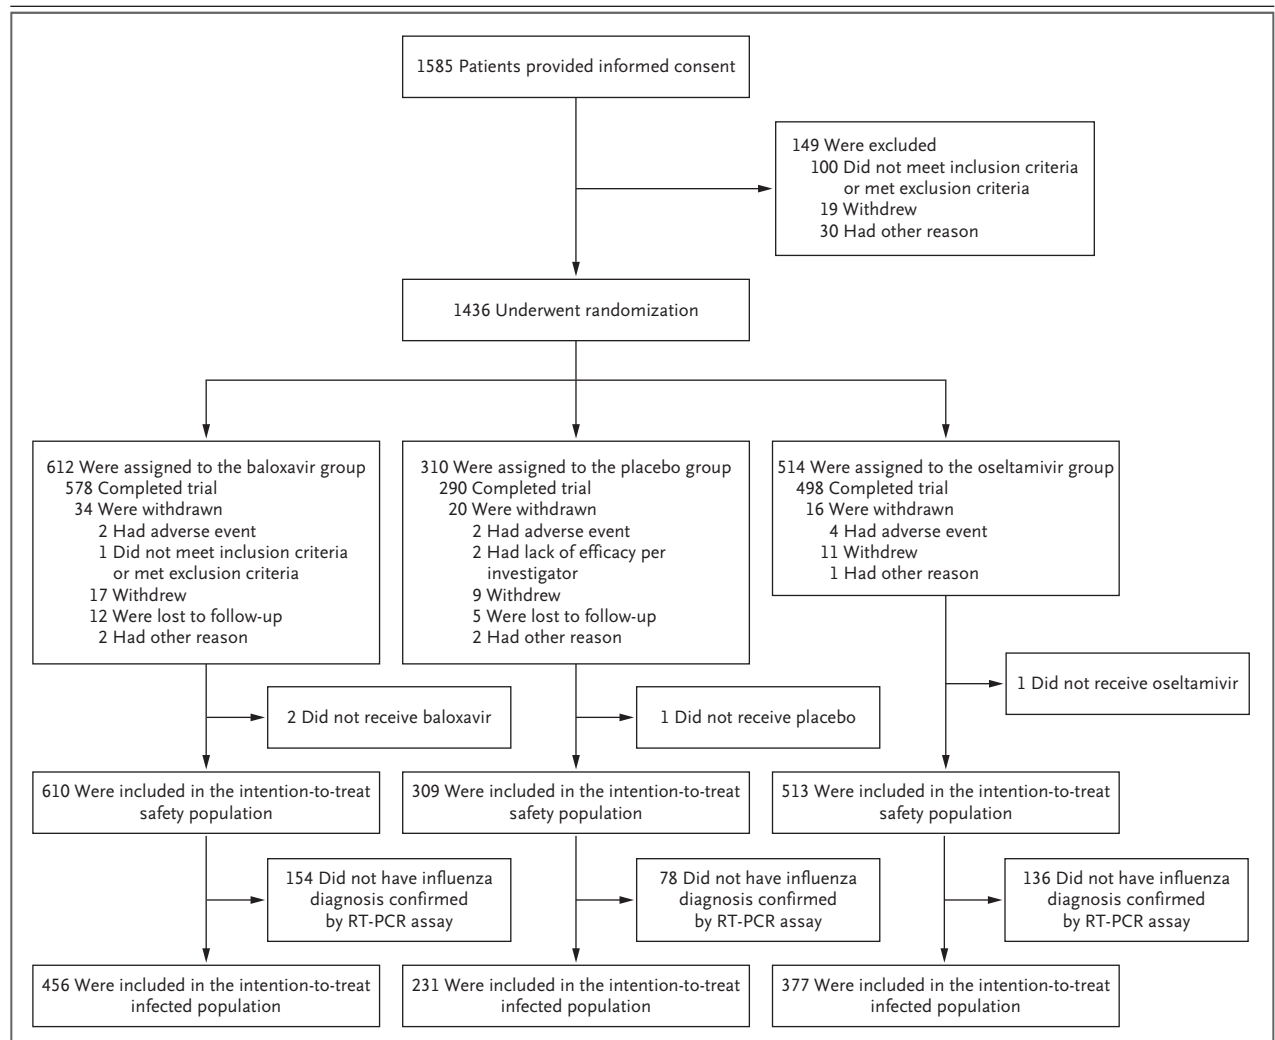 1585 Patients provided informed consent
149 Were excluded
100 Did not meet inclusion criteria
or met exclusion criteria
19 Withdrew
30 Had other reason
1436 Underwent randomization
612 Were assigned to the baloxavir group
578 Completed trial
34 Were withdrawn
2 Had adverse event
1 Did not meet inclusion criteria
or met exclusion criteria
17 Withdrew
12 Were lost to follow-up
2 Had other reason
310 Were assigned to the placebo group
290 Completed trial
20 Were withdrawn
2 Had adverse event
2 Had lack of efficacy per
investigator
9 Withdrew
5 Were lost to follow-up
2 Had other reason
514 Were assigned to the oseltamivir group
498 Completed trial
16 Were withdrawn
4 Had adverse event
11 Withdrew
1 Had other reason
2 Did not receive baloxavir
1 Did not receive placebo
1 Did not receive oseltamivir
610 Were included in the intention-to-treat
safety population
309 Were included in the intention-to-treat
safety population
513 Were included in the intention-to-treat
safety population
154 Did not have influenza
diagnosis confirmed
by RT-PCR assay
78 Did not have influenza
diagnosis confirmed
by RT-PCR assay
136 Did not have influenza
diagnosis confirmed
by RT-PCR assay
456 Were included in the intention-to-treat
infected population
231 Were included in the intention-to-treat
infected population
377 Were included in the intention-to-treat
infected population